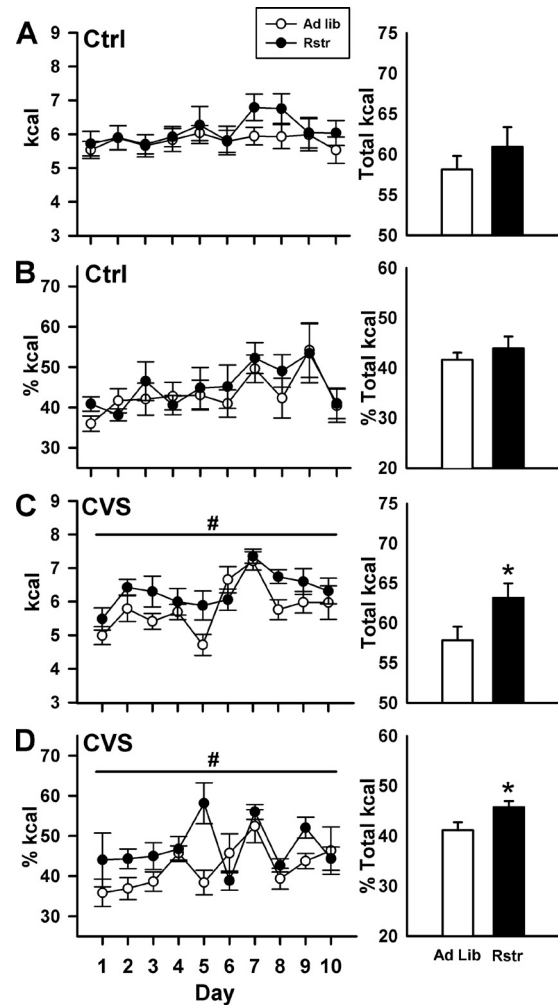 A Ctrl
Ad lib
Rstr
kcal
9
8
7
6
5
4
3
Total kcal
75
70
65
60
55
50
B Ctrl
% kcal
70
60
50
40
30
% Total kcal
60
50
40
30
20
C CVS
#
kcal
9
8
7
6
5
4
3
Total kcal
75
70
65
60
55
50
*
D CVS
#
% kcal
70
60
50
40
30
1 2 3 4 5 6 7 8 9 10
Day
% Total kcal
60
50
40
30
20
*
Ad Lib Rstr